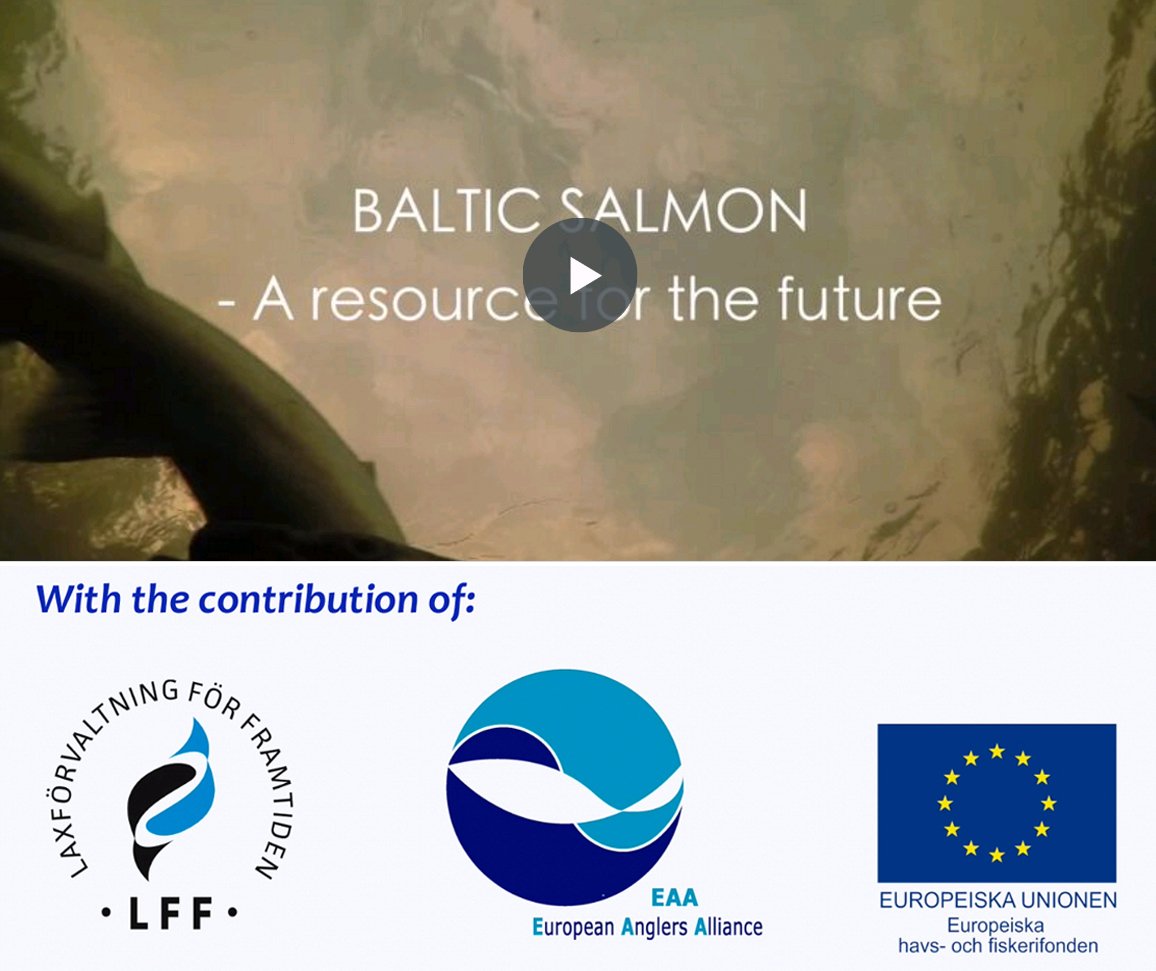 BALTIC SALMON
- A resource for the future
With the contribution of:
LAXFÖRVALTNING FÖR FRAMTIDEN
· LFF ·
EAA
European Anglers Alliance
EUROPEISKA UNIONEN
Europeiska
havs- och fiskerifonden